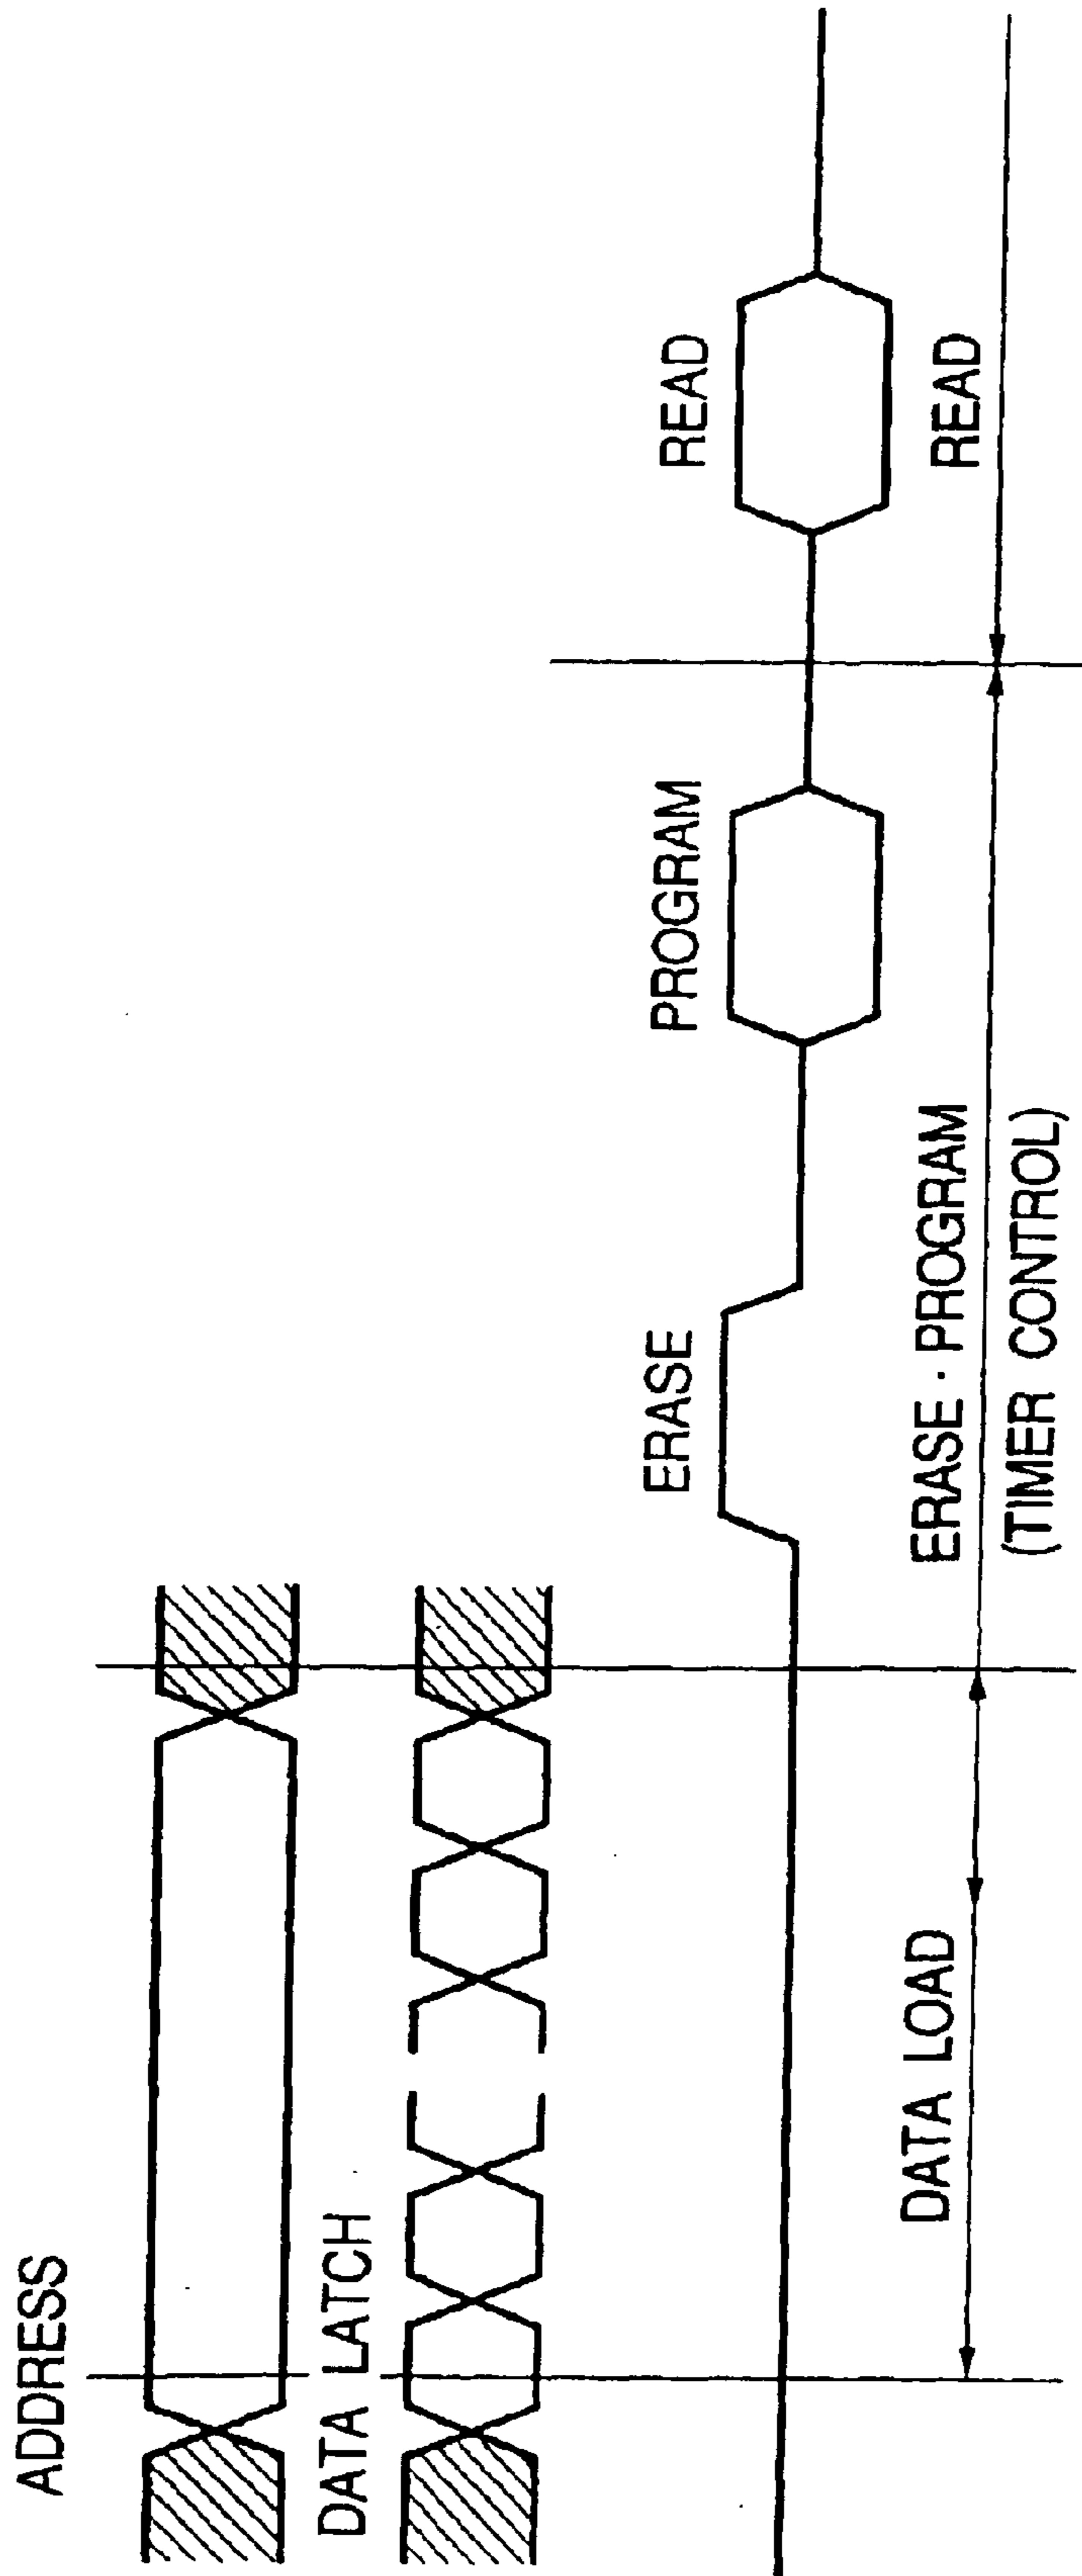 ADDRESS
DATA LATCH
ERASE
PROGRAM
READ
DATA LOAD
ERASE · PROGRAM
(TIMER CONTROL)
READ